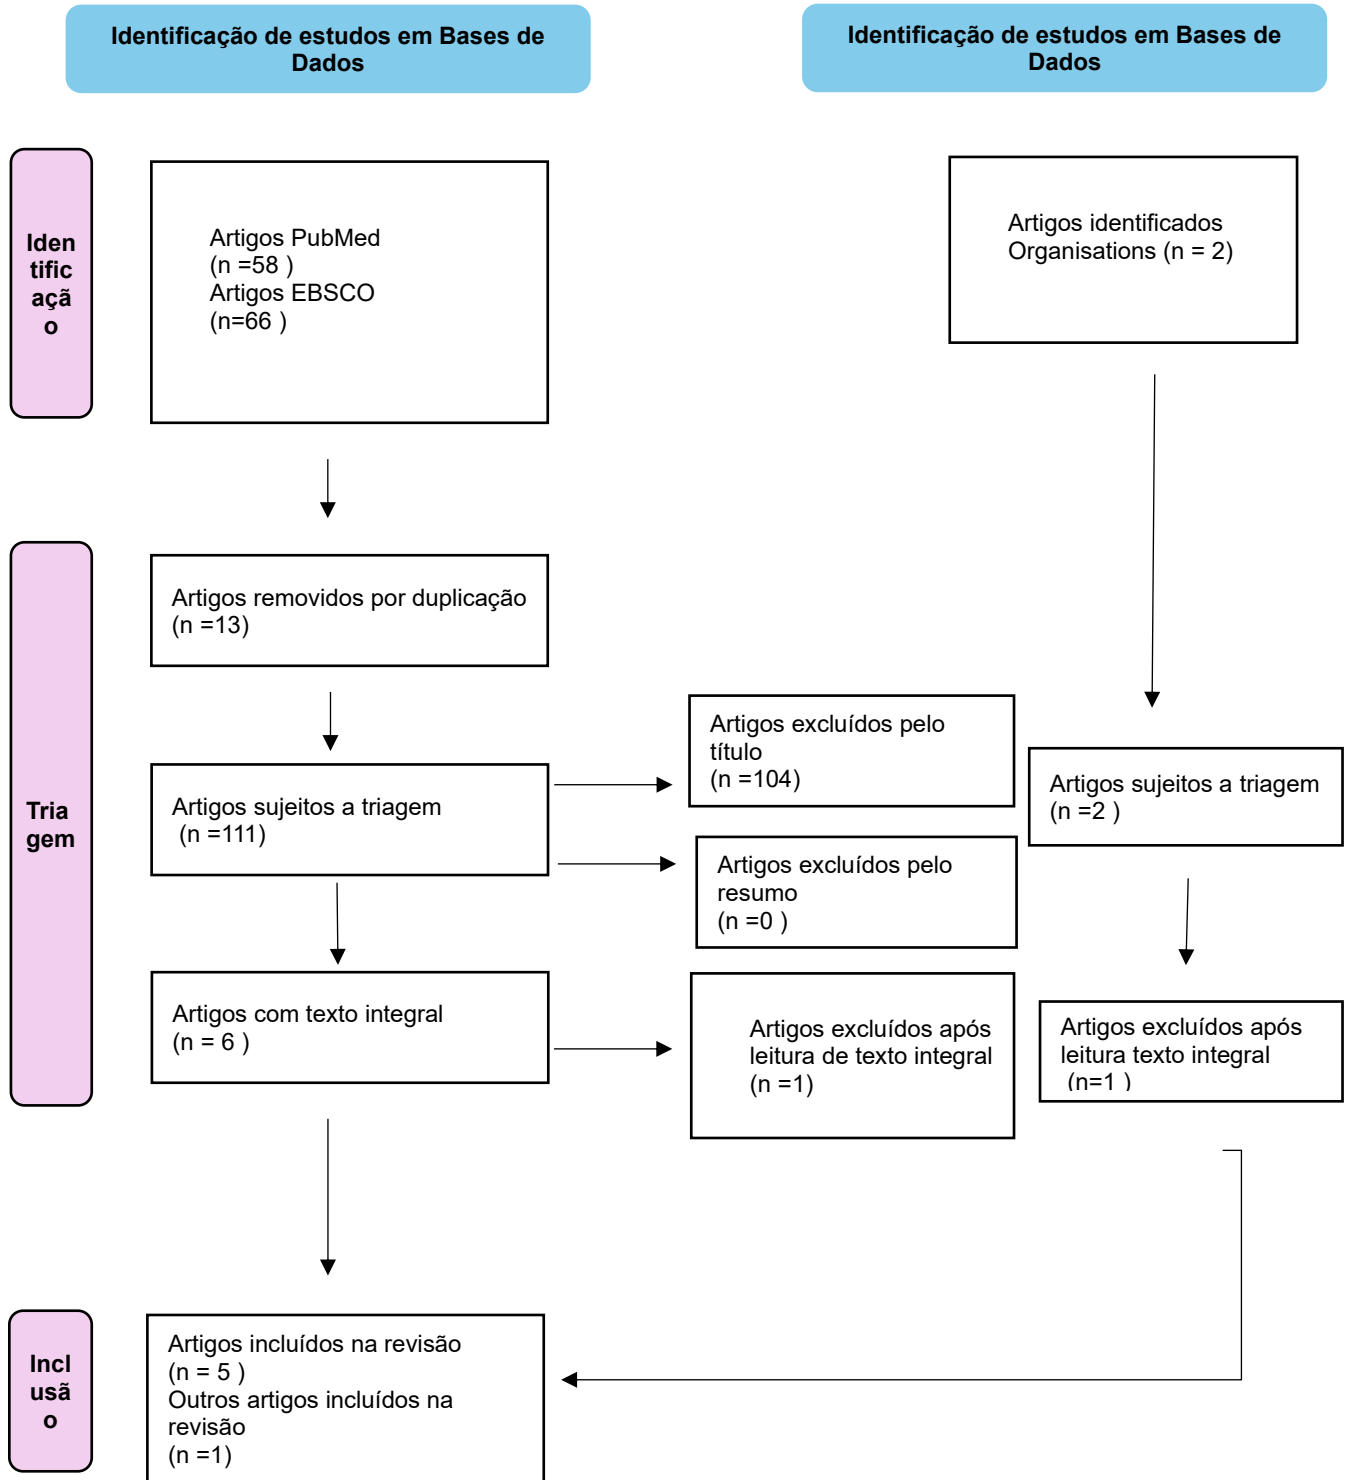 Identificação de estudos em Bases de
Dados
Identificação de estudos em Bases de
Dados
Iden
tific
açã
o
Artigos PubMed
(n =58 )
Artigos EBSCO
(n=66 )
Artigos identificados
Organisations (n = 2)
Tria
gem
Artigos removidos por duplicação
(n =13)
Artigos sujeitos a triagem
(n =111)
Artigos excluídos pelo
título
(n =104)
Artigos sujeitos a triagem
(n =2 )
Artigos excluídos pelo
resumo
(n =0 )
Artigos com texto integral
(n = 6 )
Artigos excluídos após
leitura de texto integral
(n =1)
Artigos excluídos após
leitura texto integral
(n=1 )
Incl
usã
o
Artigos incluídos na revisão
(n = 5 )
Outros artigos incluídos na
revisão
(n =1)